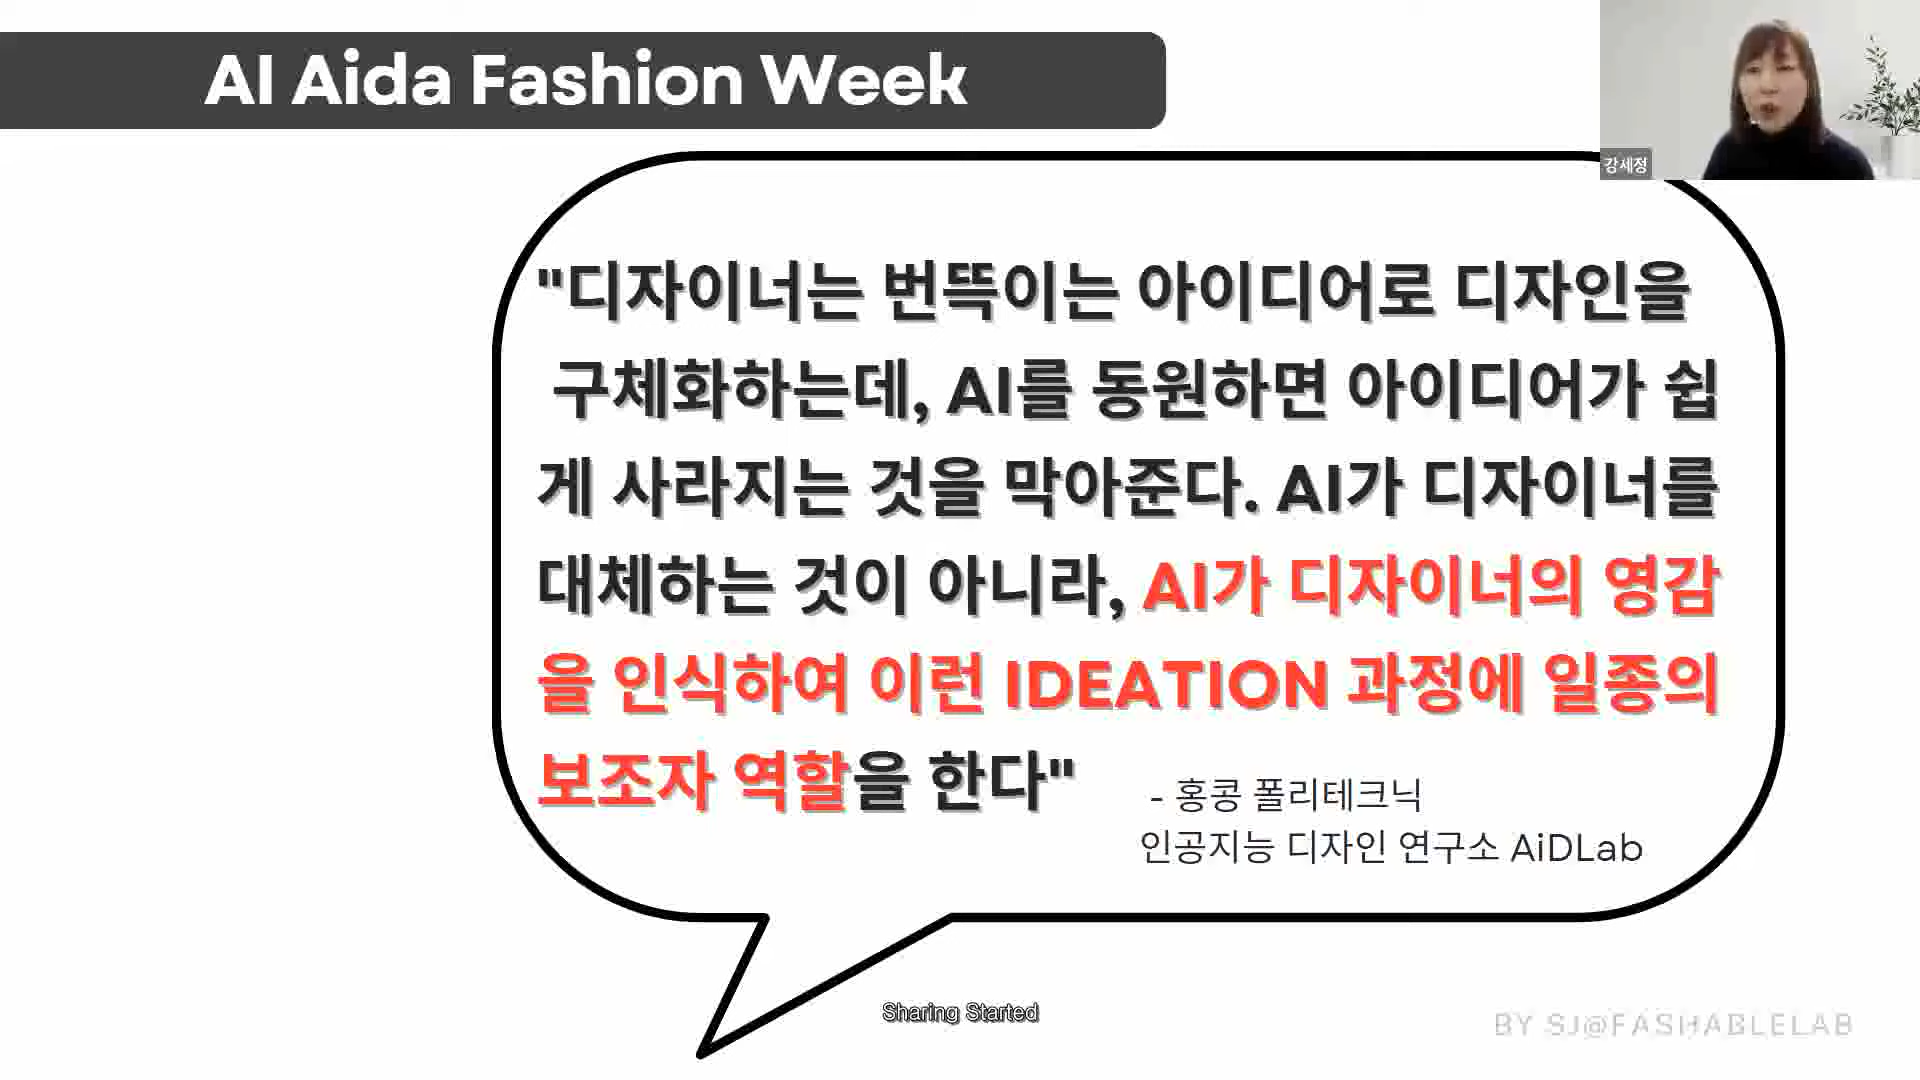 AI Aida Fashion Week
강세정
"디자이너는 번뜩이는 아이디어로 디자인을
구체화하는데, AI를 동원하면 아이디어가 쉽
게 사라지는 것을 막아준다. AI가 디자이너를
대체하는 것이 아니라, AI가 디자이너의 영감
을 인식하여 이런 IDEATION 과정에 일종의
보조자 역할을 한다"
- 홍콩 폴리테크닉
인공지능 디자인 연구소 AiDLab
Sharing Started
BY SJ@FASHABLELAB